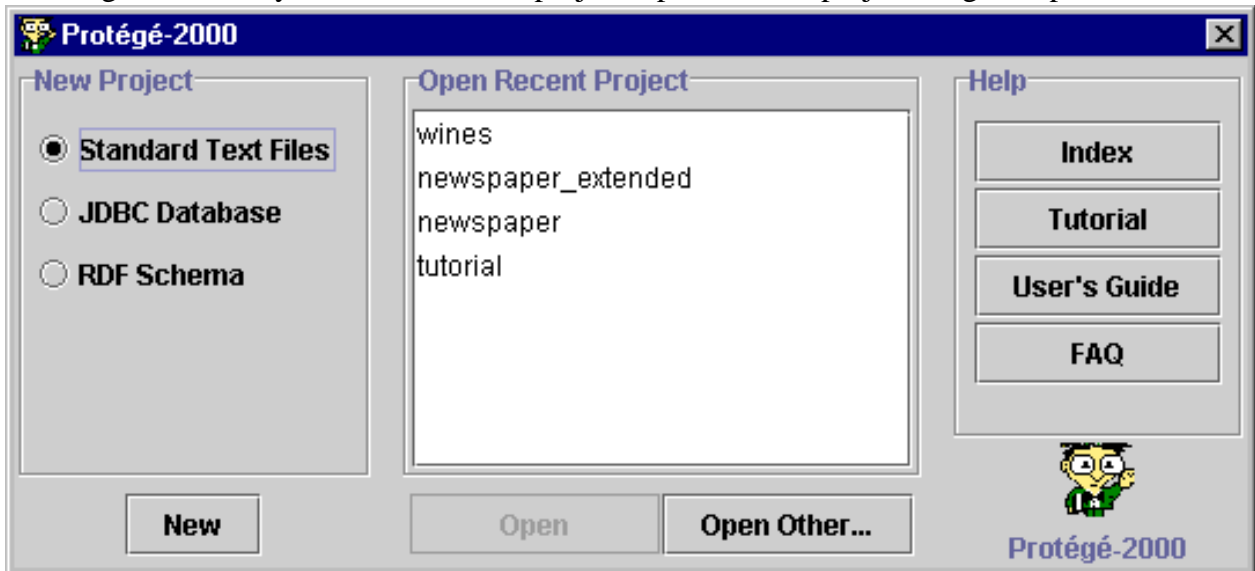 Protégé-2000
New Project
Standard Text Files
JDBC Database
RDF Schema
New
Open Recent Project
wines
newspaper_extended
newspaper
tutorial
Open
Open Other...
Help
Index
Tutorial
User's Guide
FAQ
Protégé-2000